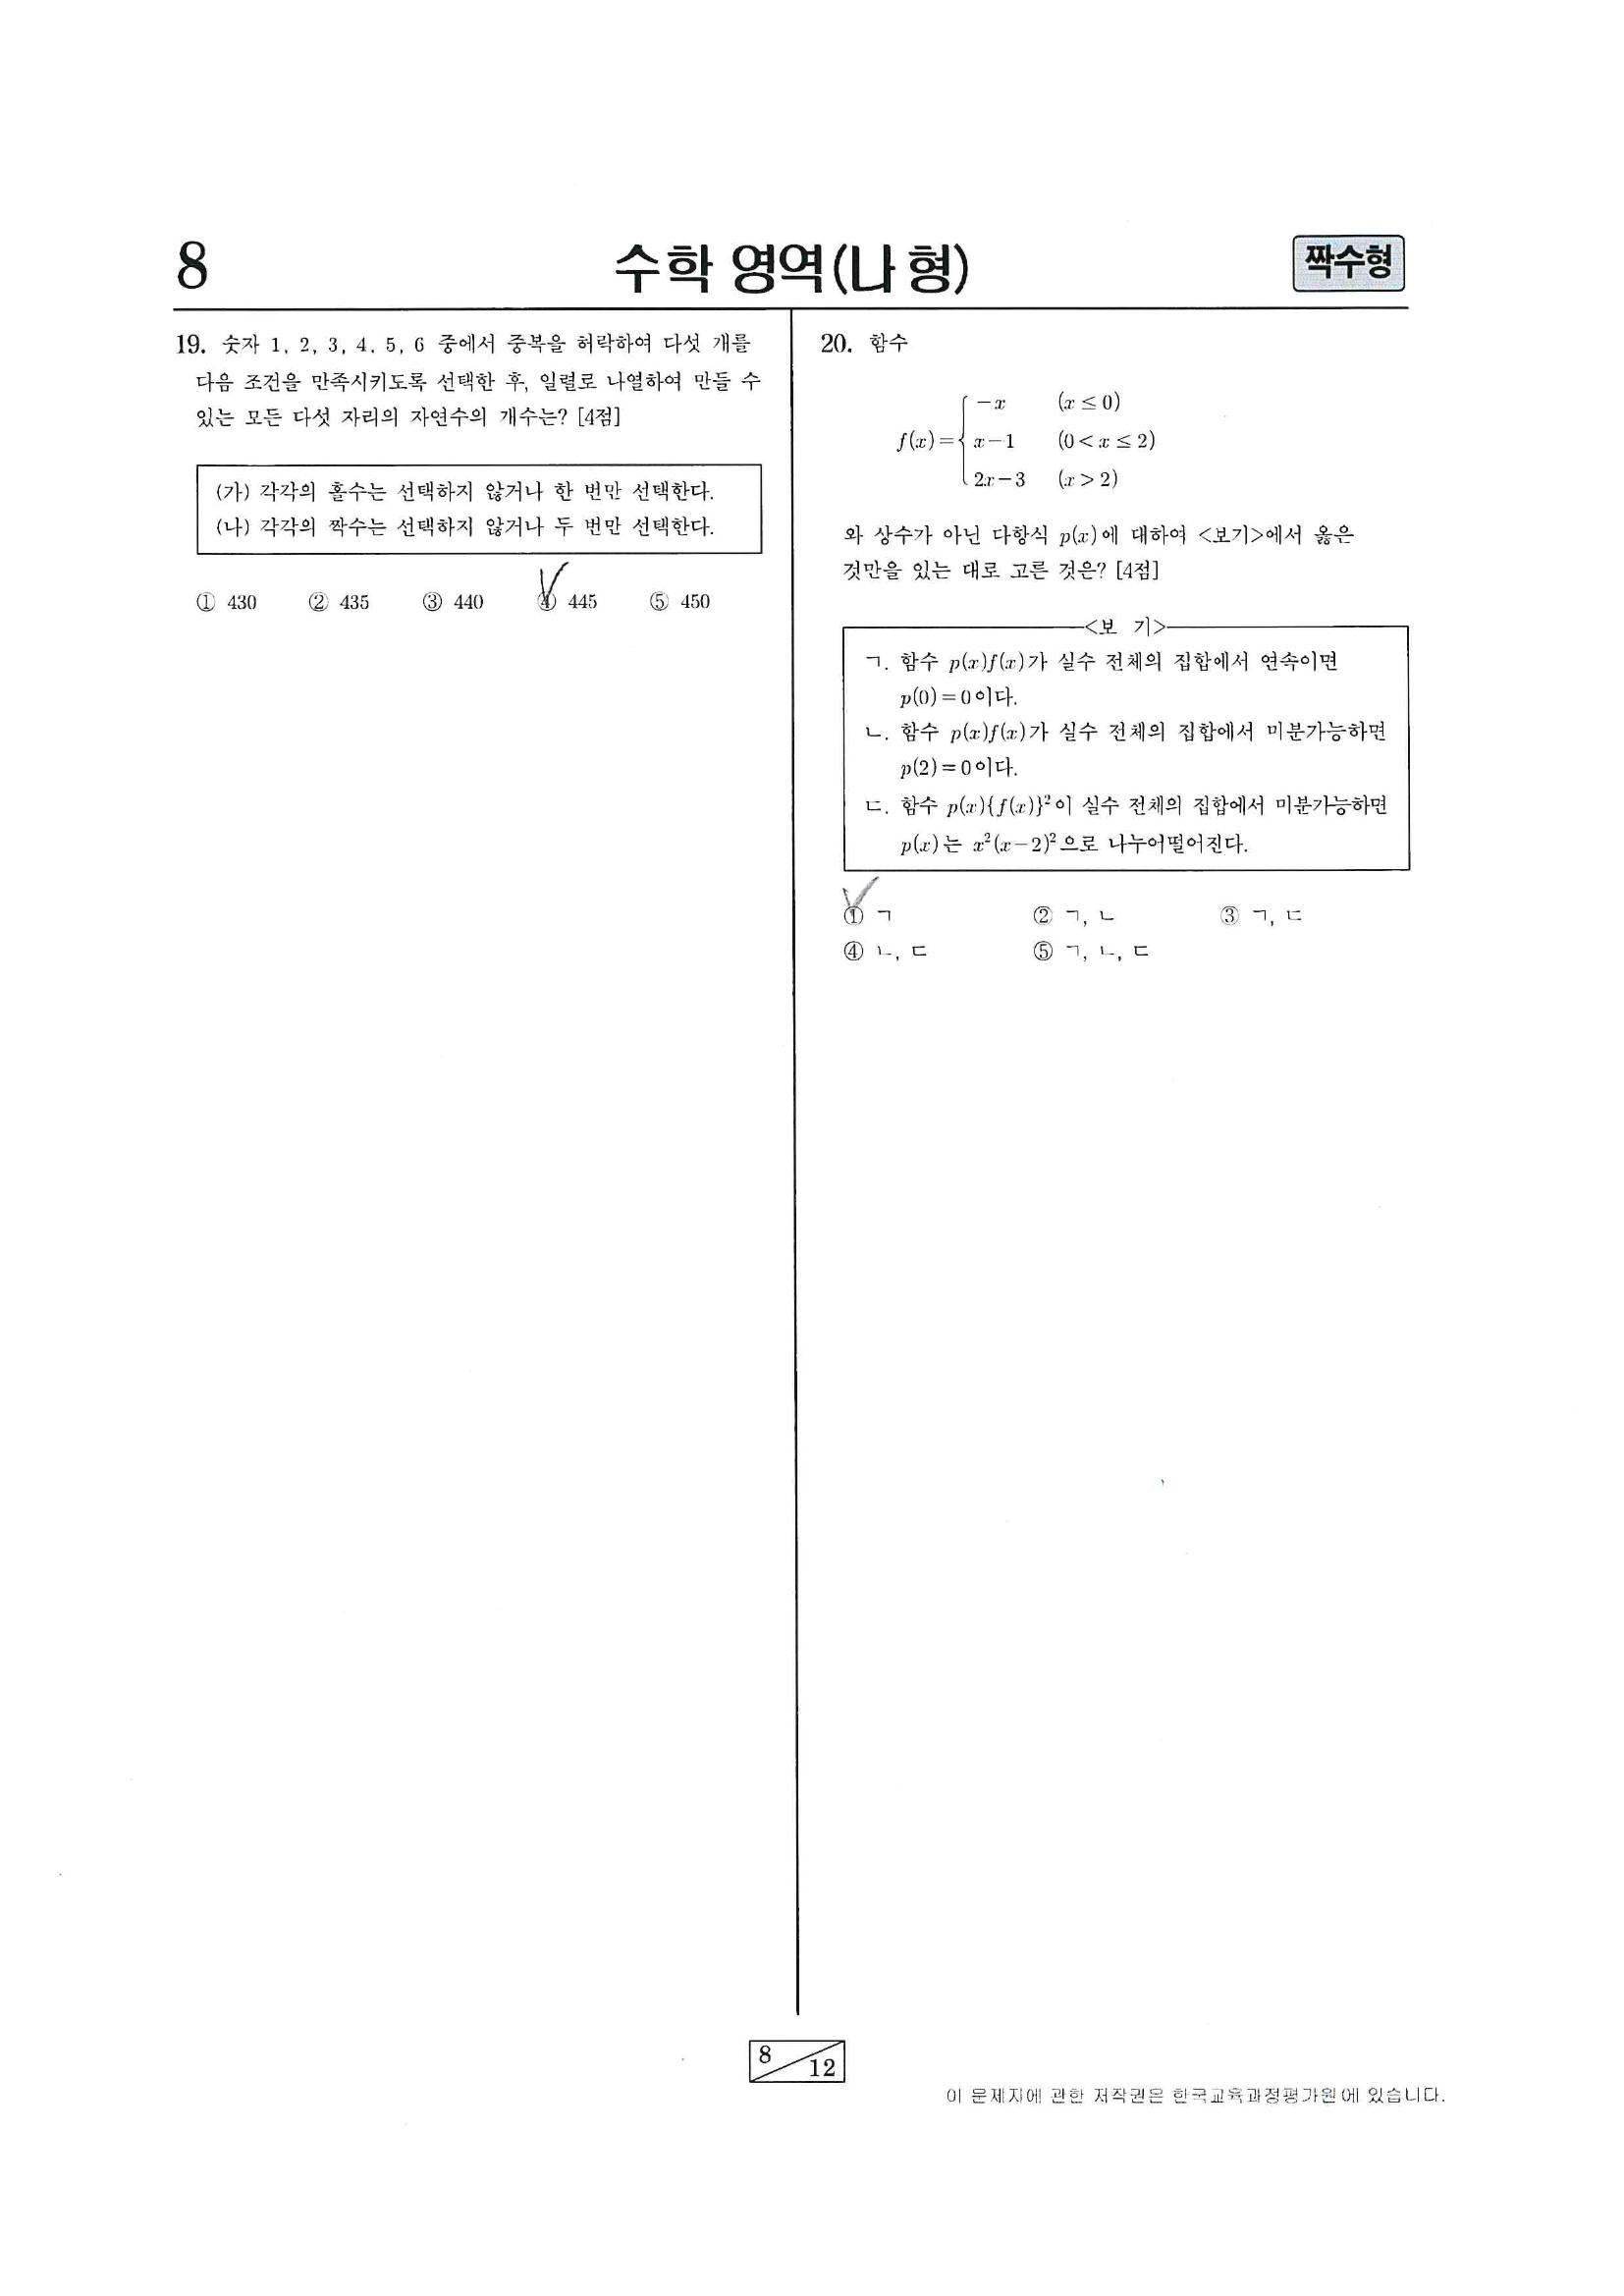 8
수학 영역(나 형)
짝수형
19. 숫자 1, 2, 3, 4, 5, 6 중에서 중복을 허락하여 다섯 개를
다음 조건을 만족시키도록 선택한 후, 일렬로 나열하여 만들 수
있는 모든 다섯 자리의 자연수의 개수는? [4점]
(가) 각각의 홀수는 선택하지 않거나 한 번만 선택한다.
(나) 각각의 짝수는 선택하지 않거나 두 번만 선택한다.
① 430 ② 435 ③ 440 ④ 445 ⑤ 450
20. 함수
f(x)={ -x (x ≤ 0)
x-1 (0 < x ≤ 2)
2x-3 (x > 2)
와 상수가 아닌 다항식 p(x)에 대하여 <보기>에서 옳은
것만을 있는 대로 고른 것은? [4점]
<보 기>
ㄱ. 함수 p(x)f(x)가 실수 전체의 집합에서 연속이면
p(0)=0이다.
ㄴ. 함수 p(x)f(x)가 실수 전체의 집합에서 미분가능하면
p(2)=0이다.
ㄷ. 함수 p(x){f(x)}²이 실수 전체의 집합에서 미분가능하면
p(x)는 x²(x-2)²으로 나누어떨어진다.
① ㄱ ② ㄱ, ㄴ ③ ㄱ, ㄷ
④ ㄴ, ㄷ ⑤ ㄱ, ㄴ, ㄷ
8
12
이 문제지에 관한 저작권은 한국교육과정평가원에 있습니다.